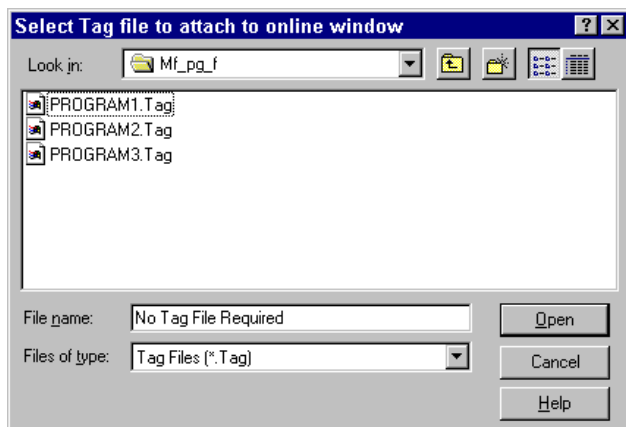 Select Tag file to attach to online window
Look in: Mf_pg_f
PROGRAM1.Tag
PROGRAM2.Tag
PROGRAM3.Tag
File name: No Tag File Required Open
Files of type: Tag Files (*.Tag) Cancel
Help